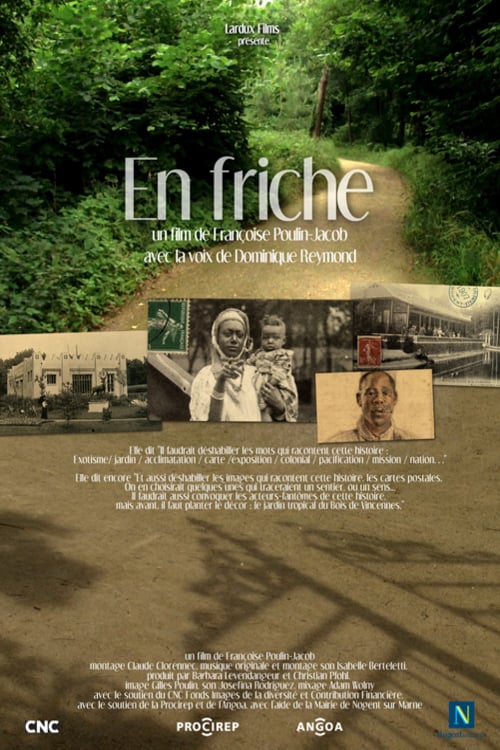 Lardux Films
présente
En friche
un film de Françoise Poulin-Jacob
avec la voix de Dominique Reymond
Elle dit "Il faudrait déshabiller les mots qui racontent cette histoire :
Exotisme/ jardin / acclimatation / carte /exposition / colonial / pacification / mission / nation. . ."
Elle dit encore "Et aussi déshabiller les images qui racontent cette histoire, les cartes postales.
On en choisirait quelques unes qui traceraient un sentier, ou un sens...
Il faudrait aussi convoquer les acteurs-fantômes de cette histoire,
mais avant, il faut planter le décor : le jardin tropical du Bois de Vincennes."
un film de Françoise Poulin-Jacob
montage Claude Clorennec, musique originale et montage son Isabelle Berteletti,
produit par Barbara Levendangeur et Christian Pfohl,
image Gilles Poulin, son Josefina Rodriguez, mixage Adam Wolny
avec le soutien du CNC Fonds Images de la diversité et Contribution Financière,
avec le soutien de la Procirep et de l'Angoa, avec l'aide de la Mairie de Nogent sur Marne
CNC PROCIREP ANGOA N